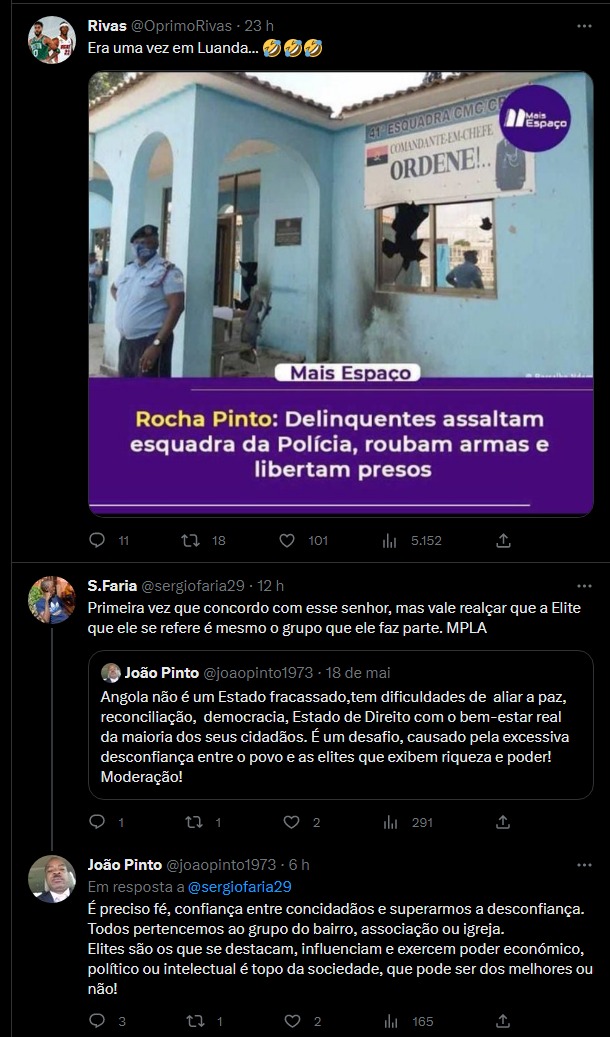 Rivas @OprimoRivas · 23 h
Era uma vez em Luanda... 🤣🤣🤣
Mais
Espaço
41ª ESQUADRA CMC/CP
COMANDANTE-EM-CHEFE
ORDENE!..
Mais Espaço
Rocha Pinto: Delinquentes assaltam
esquadra da Polícia, roubam armas e
libertam presos
11 18 101 5.152
S.Faria @sergiofaria29 · 12 h
Primeira vez que concordo com esse senhor, mas vale realçar que a Elite
que ele se refere é mesmo o grupo que ele faz parte. MPLA
João Pinto @joaopinto1973 · 18 de mai
Angola não é um Estado fracassado,tem dificuldades de aliar a paz,
reconciliação, democracia, Estado de Direito com o bem-estar real
da maioria dos seus cidadãos. É um desafio, causado pela excessiva
desconfiança entre o povo e as elites que exibem riqueza e poder!
Moderação!
1 1 2 291
João Pinto @joaopinto1973 · 6 h
Em resposta a @sergiofaria29
É preciso fé, confiança entre concidadãos e superarmos a desconfiança.
Todos pertencemos ao grupo do bairro, associação ou igreja.
Elites são os que se destacam, influenciam e exercem poder económico,
político ou intelectual é topo da sociedade, que pode ser dos melhores ou
não!
3 1 2 165